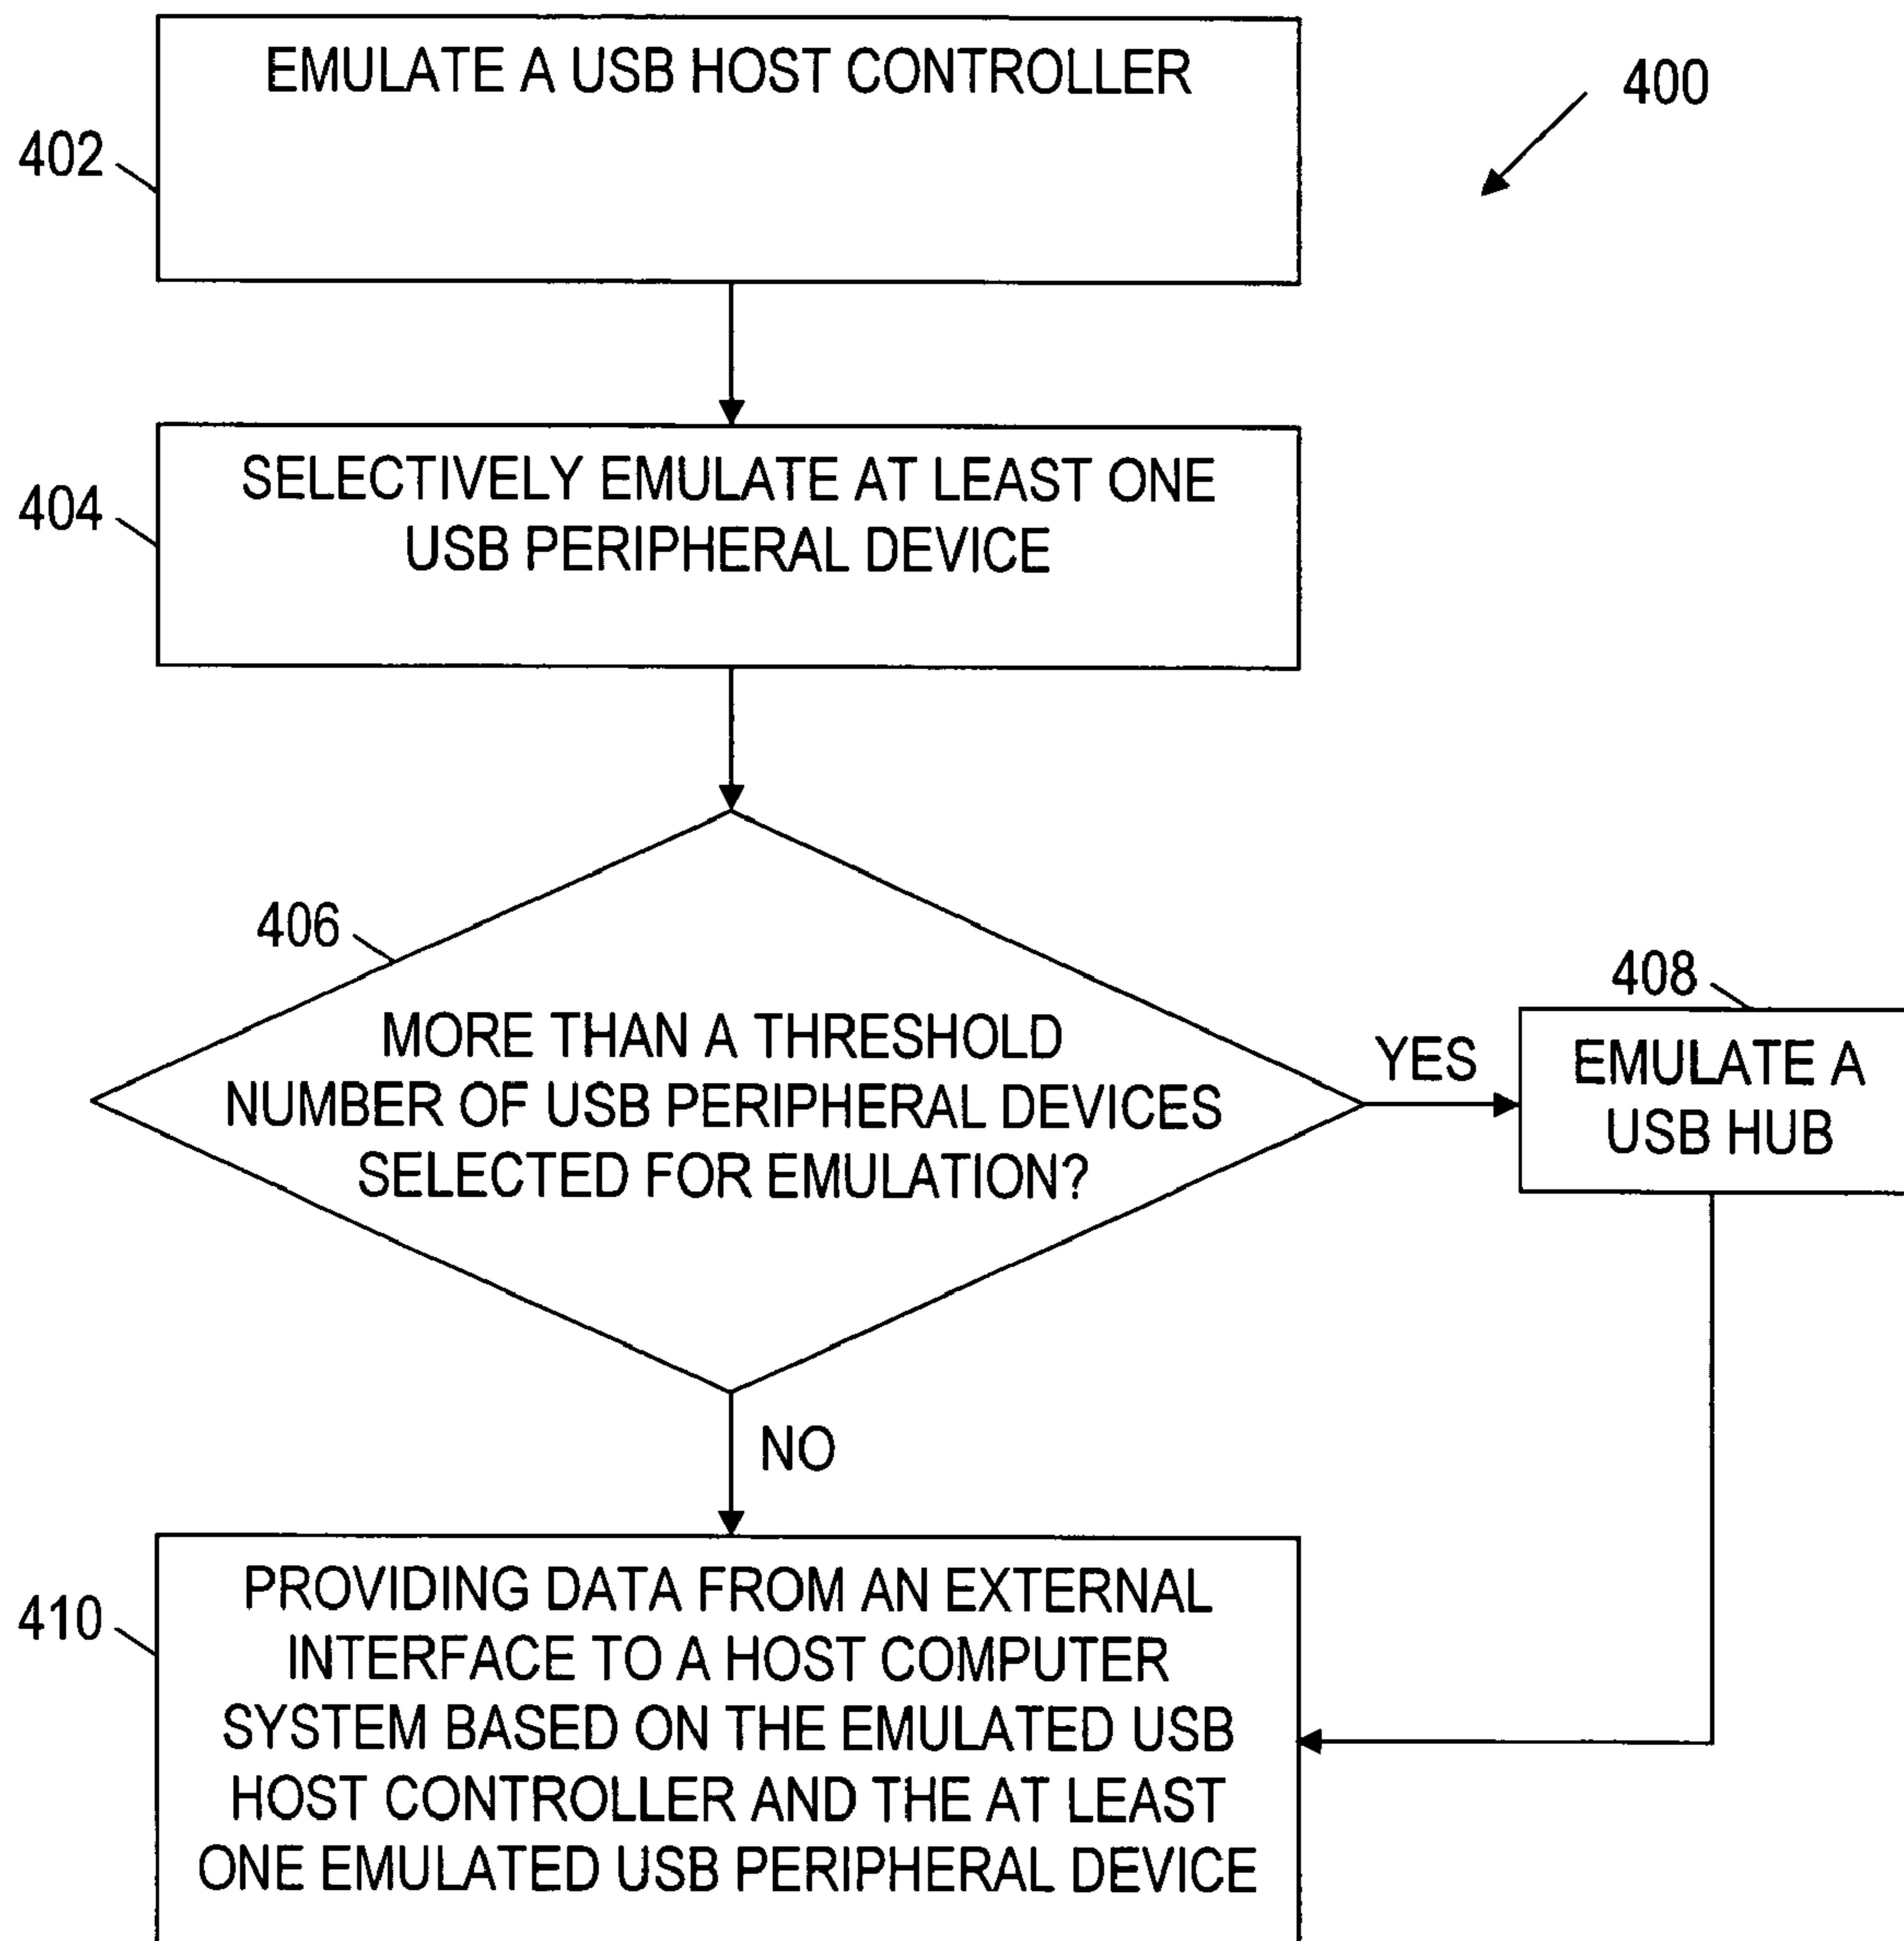 EMULATE A USB HOST CONTROLLER
400
402
SELECTIVELY EMULATE AT LEAST ONE
USB PERIPHERAL DEVICE
404
406
MORE THAN A THRESHOLD
NUMBER OF USB PERIPHERAL DEVICES
SELECTED FOR EMULATION?
YES
408
EMULATE A
USB HUB
NO
410
PROVIDING DATA FROM AN EXTERNAL
INTERFACE TO A HOST COMPUTER
SYSTEM BASED ON THE EMULATED USB
HOST CONTROLLER AND THE AT LEAST
ONE EMULATED USB PERIPHERAL DEVICE